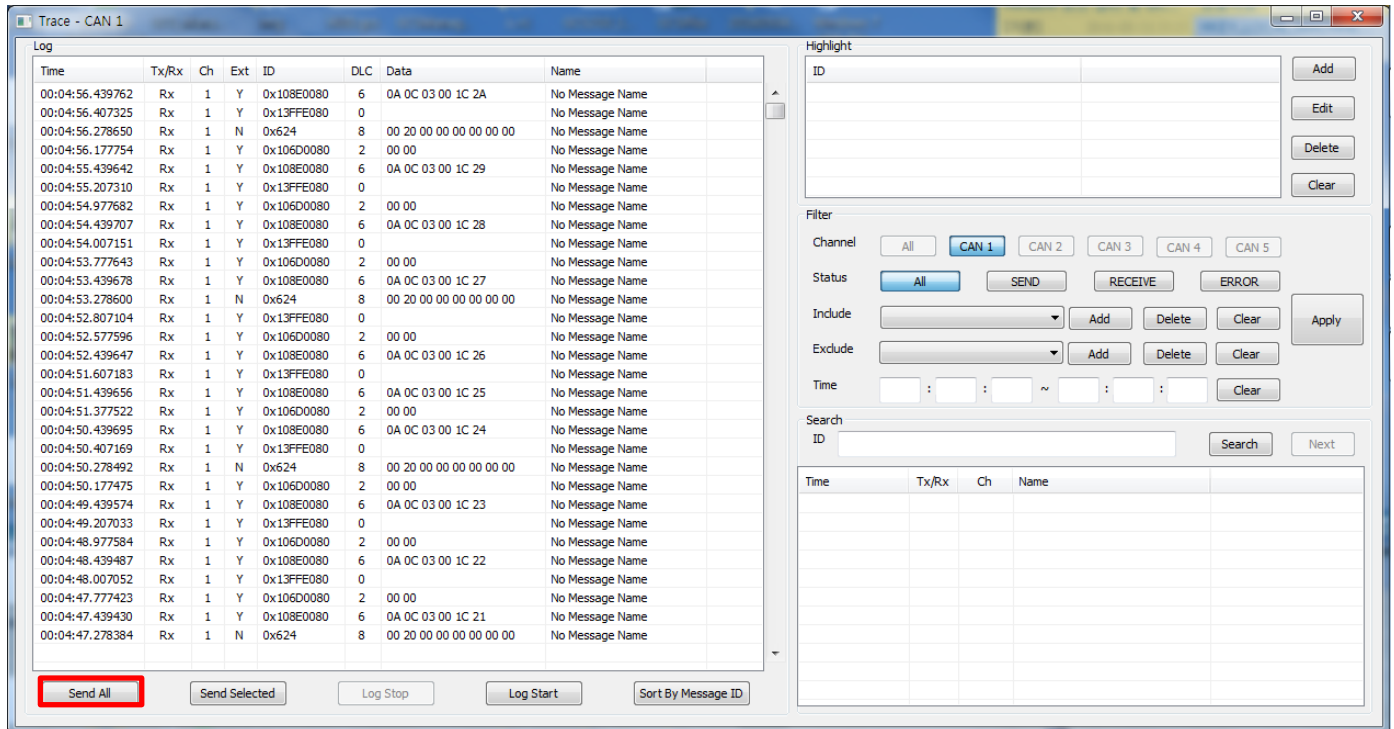 Trace - CAN 1
Log
Time Tx/Rx Ch Ext ID DLC Data Name
00:04:56.439762 Rx 1 Y 0x108E0080 6 0A 0C 03 00 1C 2A No Message Name
00:04:56.407325 Rx 1 Y 0x13FFE080 0 No Message Name
00:04:56.278650 Rx 1 N 0x624 8 00 20 00 00 00 00 00 00 No Message Name
00:04:56.177754 Rx 1 Y 0x106D0080 2 00 00 No Message Name
00:04:55.439642 Rx 1 Y 0x108E0080 6 0A 0C 03 00 1C 29 No Message Name
00:04:55.207310 Rx 1 Y 0x13FFE080 0 No Message Name
00:04:54.977682 Rx 1 Y 0x106D0080 2 00 00 No Message Name
00:04:54.439707 Rx 1 Y 0x108E0080 6 0A 0C 03 00 1C 28 No Message Name
00:04:54.007151 Rx 1 Y 0x13FFE080 0 No Message Name
00:04:53.777643 Rx 1 Y 0x106D0080 2 00 00 No Message Name
00:04:53.439678 Rx 1 Y 0x108E0080 6 0A 0C 03 00 1C 27 No Message Name
00:04:53.278600 Rx 1 N 0x624 8 00 20 00 00 00 00 00 00 No Message Name
00:04:52.807104 Rx 1 Y 0x13FFE080 0 No Message Name
00:04:52.577596 Rx 1 Y 0x106D0080 2 00 00 No Message Name
00:04:52.439647 Rx 1 Y 0x108E0080 6 0A 0C 03 00 1C 26 No Message Name
00:04:51.607183 Rx 1 Y 0x13FFE080 0 No Message Name
00:04:51.439656 Rx 1 Y 0x108E0080 6 0A 0C 03 00 1C 25 No Message Name
00:04:51.377522 Rx 1 Y 0x106D0080 2 00 00 No Message Name
00:04:50.439695 Rx 1 Y 0x108E0080 6 0A 0C 03 00 1C 24 No Message Name
00:04:50.407169 Rx 1 Y 0x13FFE080 0 No Message Name
00:04:50.278492 Rx 1 N 0x624 8 00 20 00 00 00 00 00 00 No Message Name
00:04:50.177475 Rx 1 Y 0x106D0080 2 00 00 No Message Name
00:04:49.439574 Rx 1 Y 0x108E0080 6 0A 0C 03 00 1C 23 No Message Name
00:04:49.207033 Rx 1 Y 0x13FFE080 0 No Message Name
00:04:48.977584 Rx 1 Y 0x106D0080 2 00 00 No Message Name
00:04:48.439487 Rx 1 Y 0x108E0080 6 0A 0C 03 00 1C 22 No Message Name
00:04:48.007052 Rx 1 Y 0x13FFE080 0 No Message Name
00:04:47.777423 Rx 1 Y 0x106D0080 2 00 00 No Message Name
00:04:47.439430 Rx 1 Y 0x108E0080 6 0A 0C 03 00 1C 21 No Message Name
00:04:47.278384 Rx 1 N 0x624 8 00 20 00 00 00 00 00 00 No Message Name
Send All Send Selected Log Stop Log Start Sort By Message ID
Highlight
ID
Add
Edit
Delete
Clear
Filter
Channel All CAN 1 CAN 2 CAN 3 CAN 4 CAN 5
Status All SEND RECEIVE ERROR
Include Add Delete Clear
Apply
Exclude Add Delete Clear
Time : : ~ : : Clear
Search
ID Search Next
Time Tx/Rx Ch Name